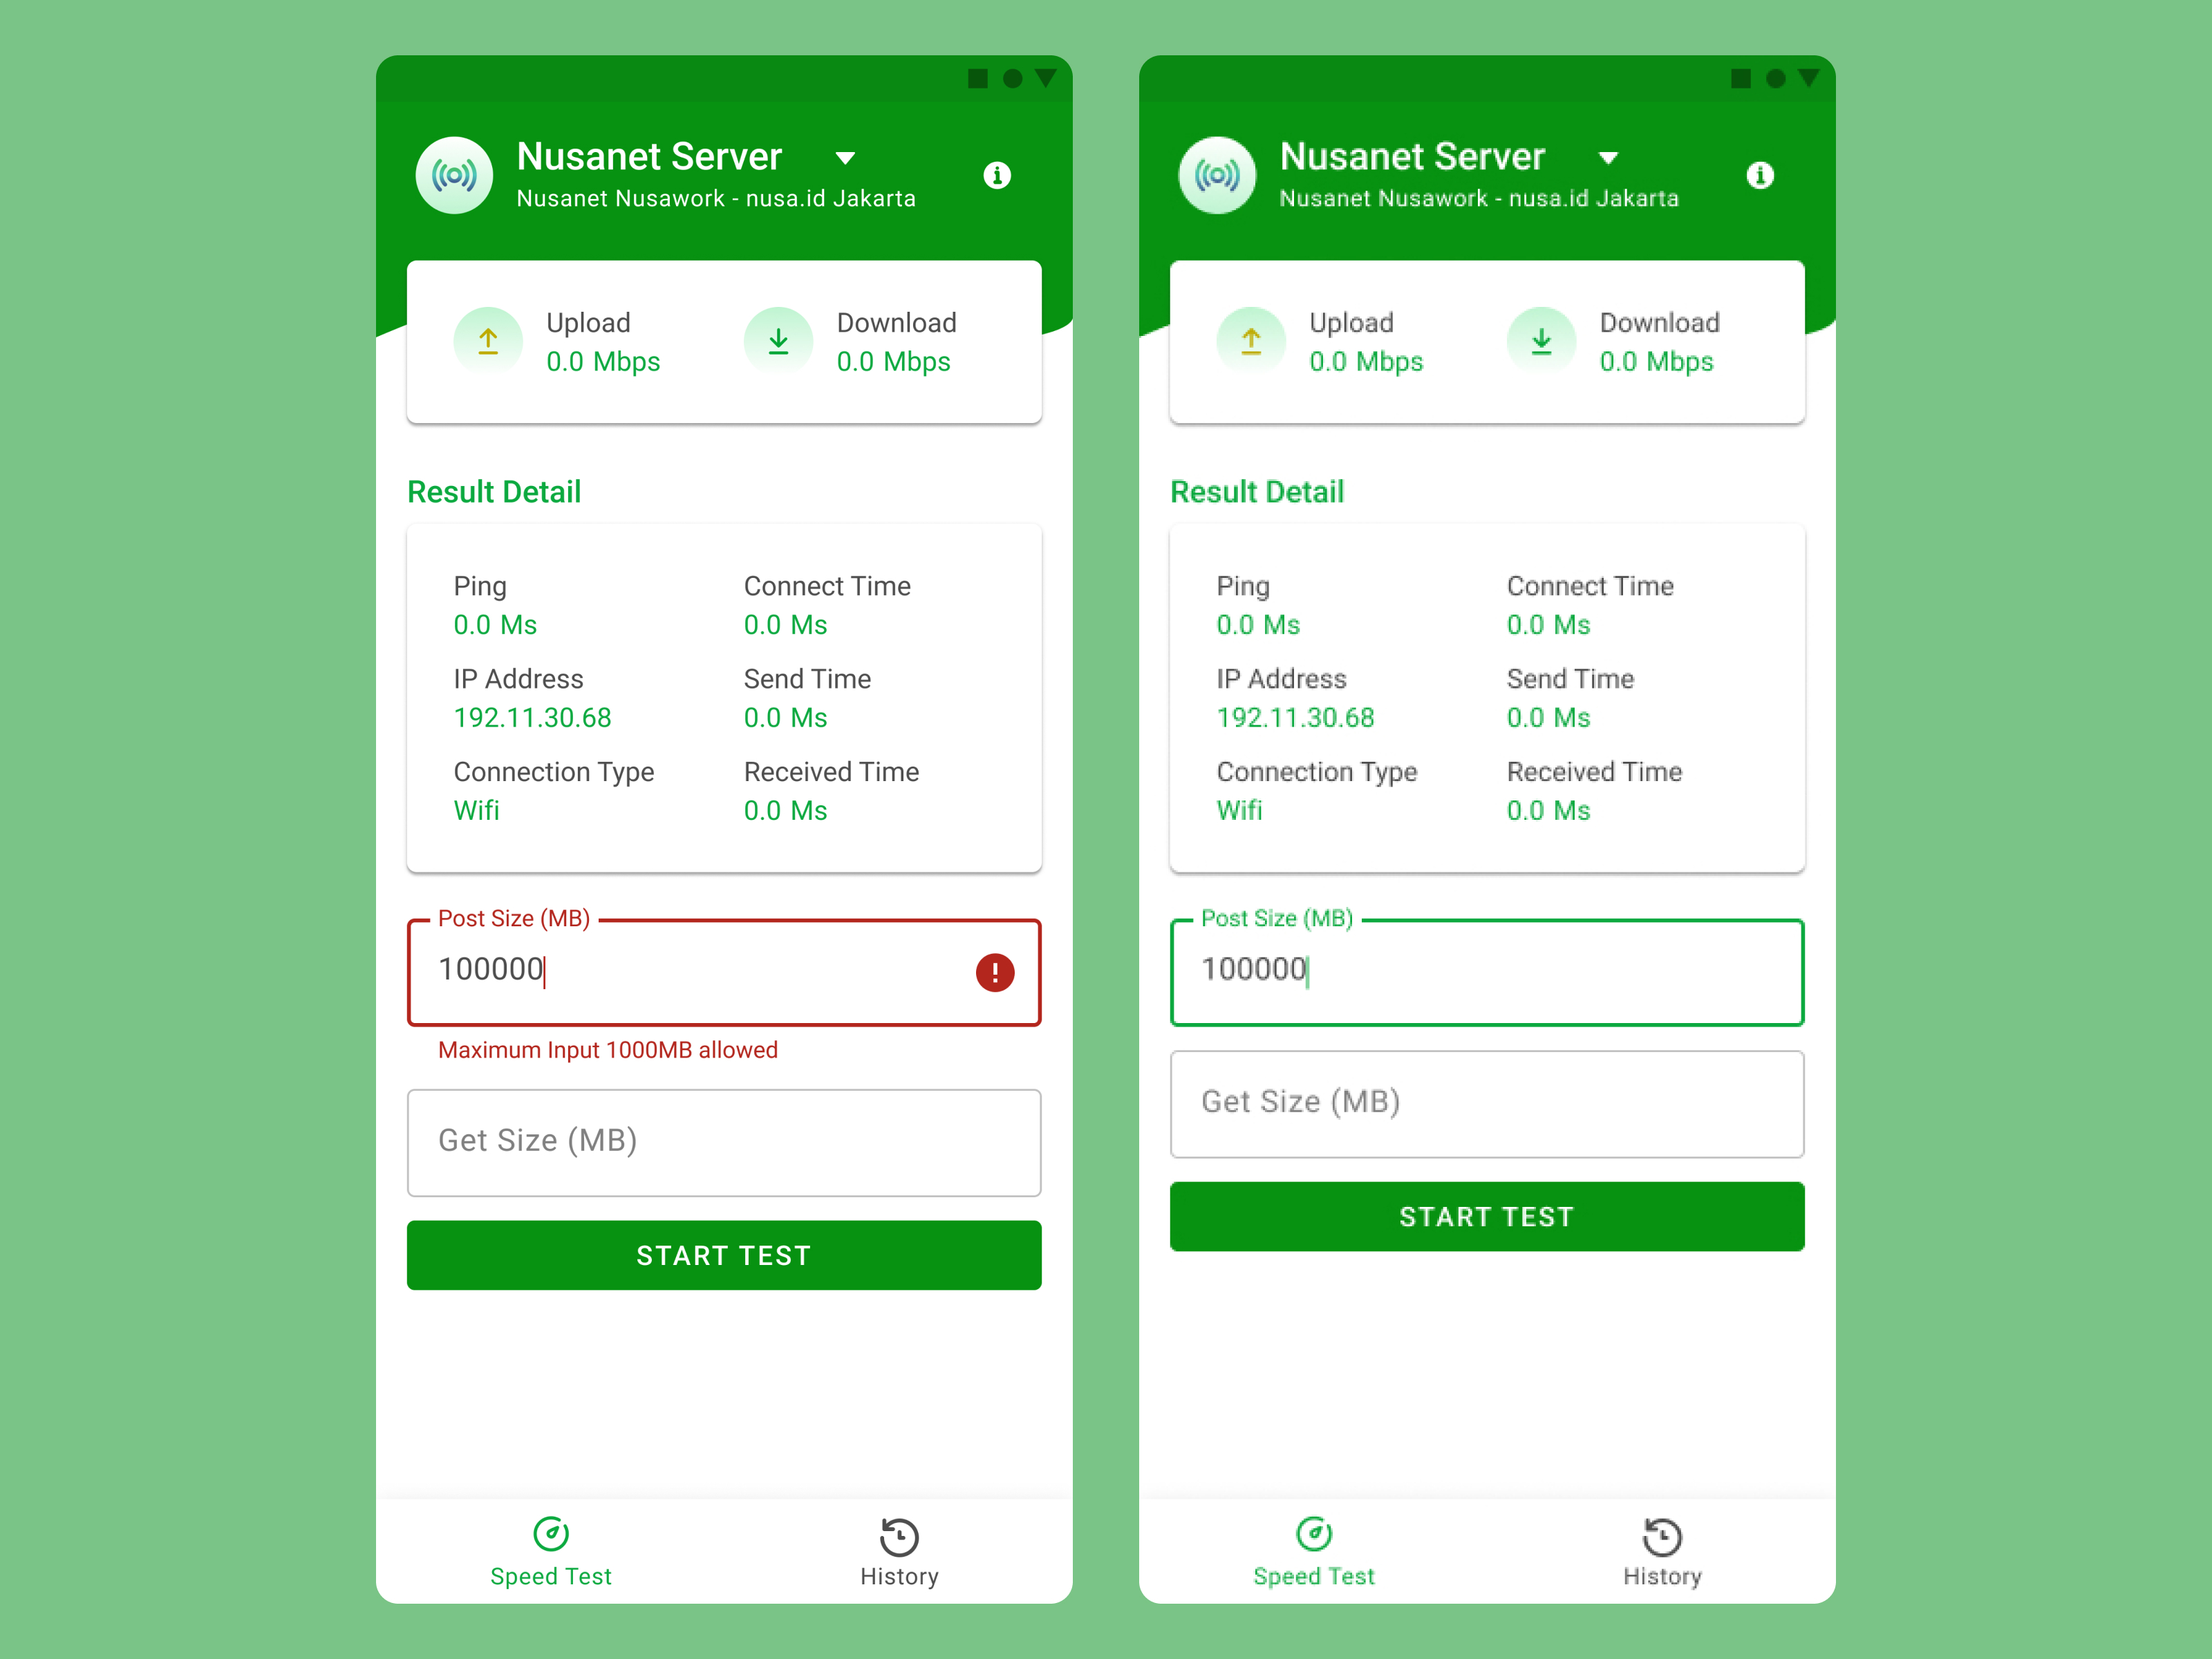 Nusanet Server
Nusanet Nusawork - nusa.id Jakarta
Upload
0.0 Mbps
Download
0.0 Mbps
Result Detail
Ping
0.0 Ms
Connect Time
0.0 Ms
IP Address
192.11.30.68
Send Time
0.0 Ms
Connection Type
Wifi
Received Time
0.0 Ms
Post Size (MB)
100000
Maximum Input 1000MB allowed
Get Size (MB)
START TEST
Speed Test
History
Nusanet Server
Nusanet Nusawork - nusa.id Jakarta
Upload
0.0 Mbps
Download
0.0 Mbps
Result Detail
Ping
0.0 Ms
Connect Time
0.0 Ms
IP Address
192.11.30.68
Send Time
0.0 Ms
Connection Type
Wifi
Received Time
0.0 Ms
Post Size (MB)
100000
Get Size (MB)
START TEST
Speed Test
History